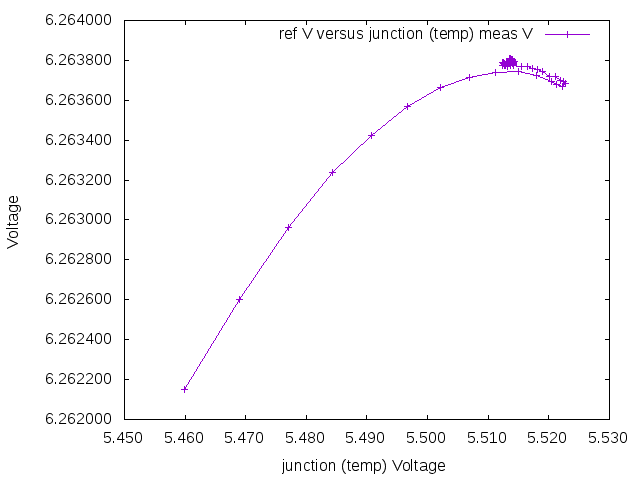 ref V versus junction (temp) meas V
6.264000
6.263800
6.263600
6.263400
6.263200
6.263000
6.262800
6.262600
6.262400
6.262200
6.262000
Voltage
5.450 5.460 5.470 5.480 5.490 5.500 5.510 5.520 5.530
junction (temp) Voltage